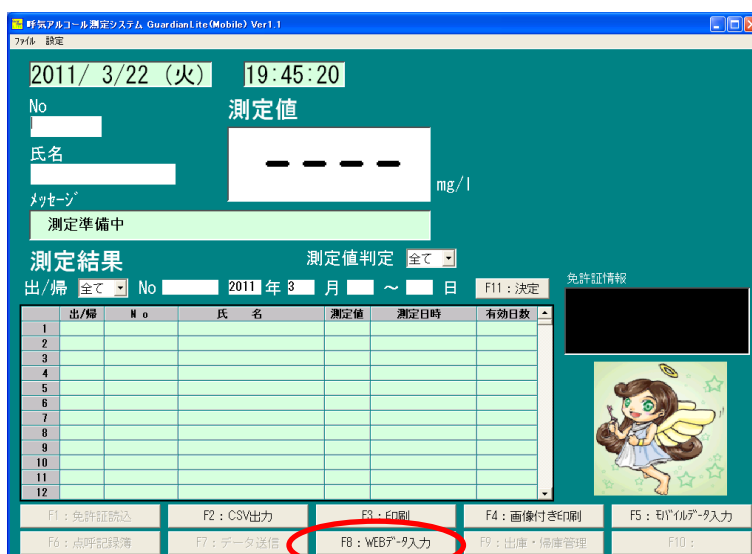 呼気アルコール測定システム GuardianLite(Mobile) Ver1.1
ﾌｧｲﾙ 設定
2011/ 3/22 (火) 19:45:20
No 測定値
氏名
---- mg/l
ﾒｯｾｰｼﾞ
測定準備中
測定結果 測定値判定 全て
出/帰 全て No 2011 年 3 月 ～ 日 F11：決定 免許証情報
出/帰 No 氏 名 測定値 測定日時 有効日数
1
2
3
4
5
6
7
8
9
10
11
12
F1：免許証読込 F2：CSV出力 F3：印刷 F4：画像付き印刷 F5：ﾓﾊﾞｲﾙﾃﾞｰﾀ入力
F6：点呼記録簿 F7：データ送信 F8：WEBﾃﾞｰﾀ入力 F9：出庫・帰庫管理 F10：